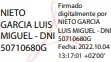 NIETO
GARCIA LUIS
MIGUEL - DNI
50710680G
Firmado
digitalmente por
NIETO GARCIA
LUIS MIGUEL - DNI
50710680G
Fecha: 2022.10.04
13:17:01 +02'00'